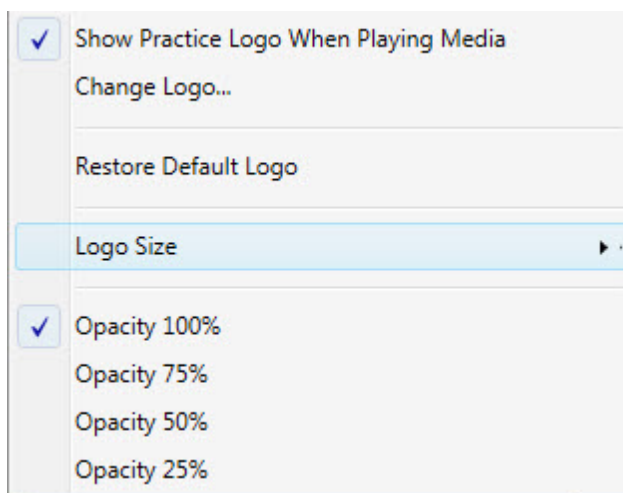 Show Practice Logo When Playing Media
Change Logo...
Restore Default Logo
Logo Size
Opacity 100%
Opacity 75%
Opacity 50%
Opacity 25%